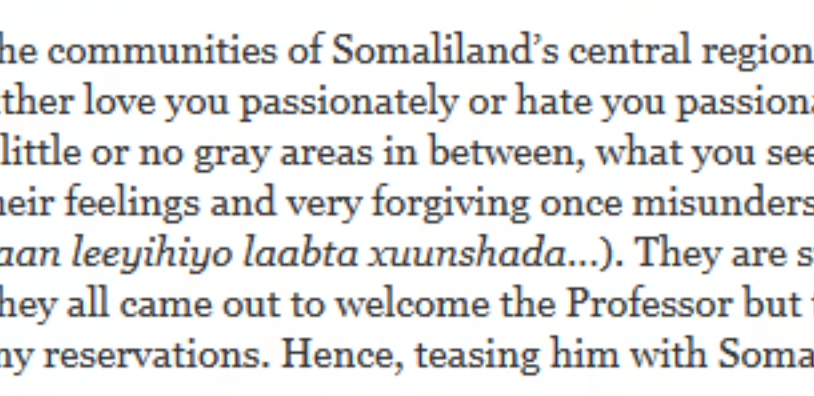 he communities of Somaliland’s central region
ther love you passionately or hate you passiona
little or no gray areas in between, what you see
heir feelings and very forgiving once misunders
aan leeyihiyo laabta xuunshada...). They are s
hey all came out to welcome the Professor but t
ny reservations. Hence, teasing him with Soma